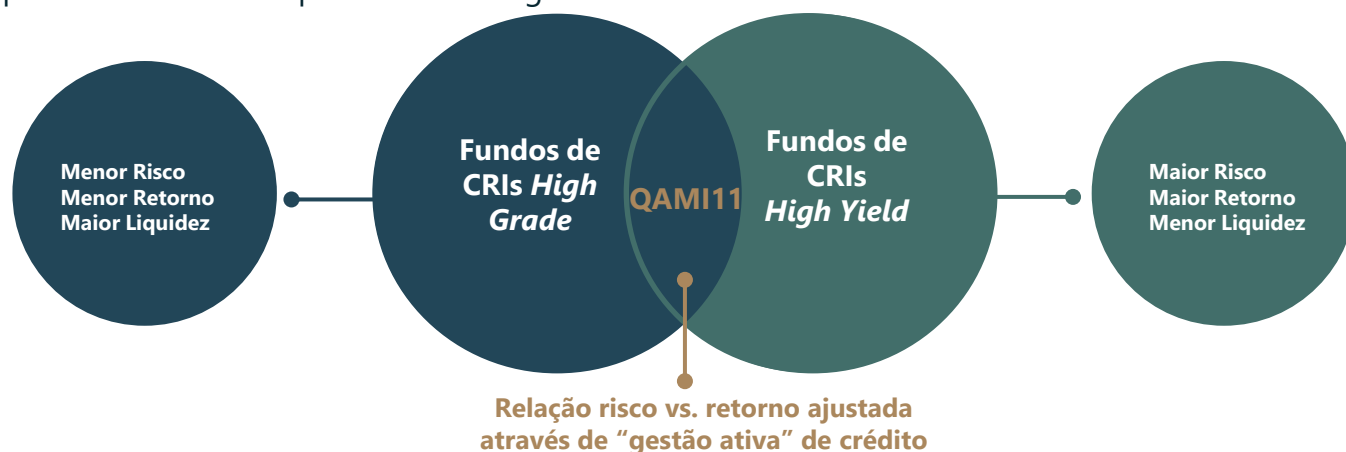 Menor Risco
Menor Retorno
Maior Liquidez
Fundos de
CRIs High
Grade
QAMI11
Fundos de
CRIs
High Yield
Maior Risco
Maior Retorno
Menor Liquidez
Relação risco vs. retorno ajustada
através de “gestão ativa” de crédito